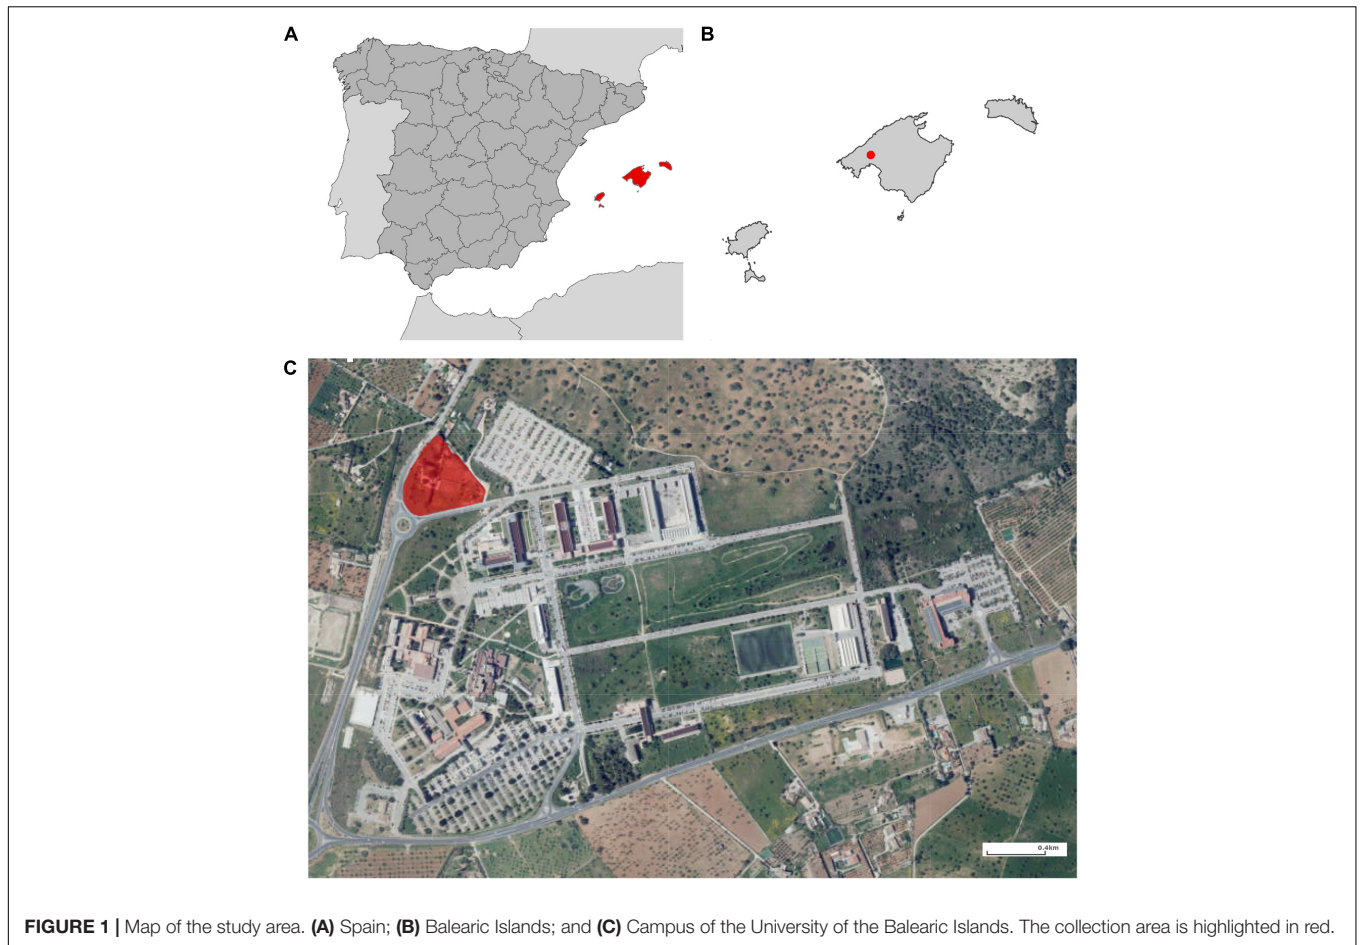 A
B
C
0.4km
FIGURE 1 | Map of the study area. (A) Spain; (B) Balearic Islands; and (C) Campus of the University of the Balearic Islands. The collection area is highlighted in red.